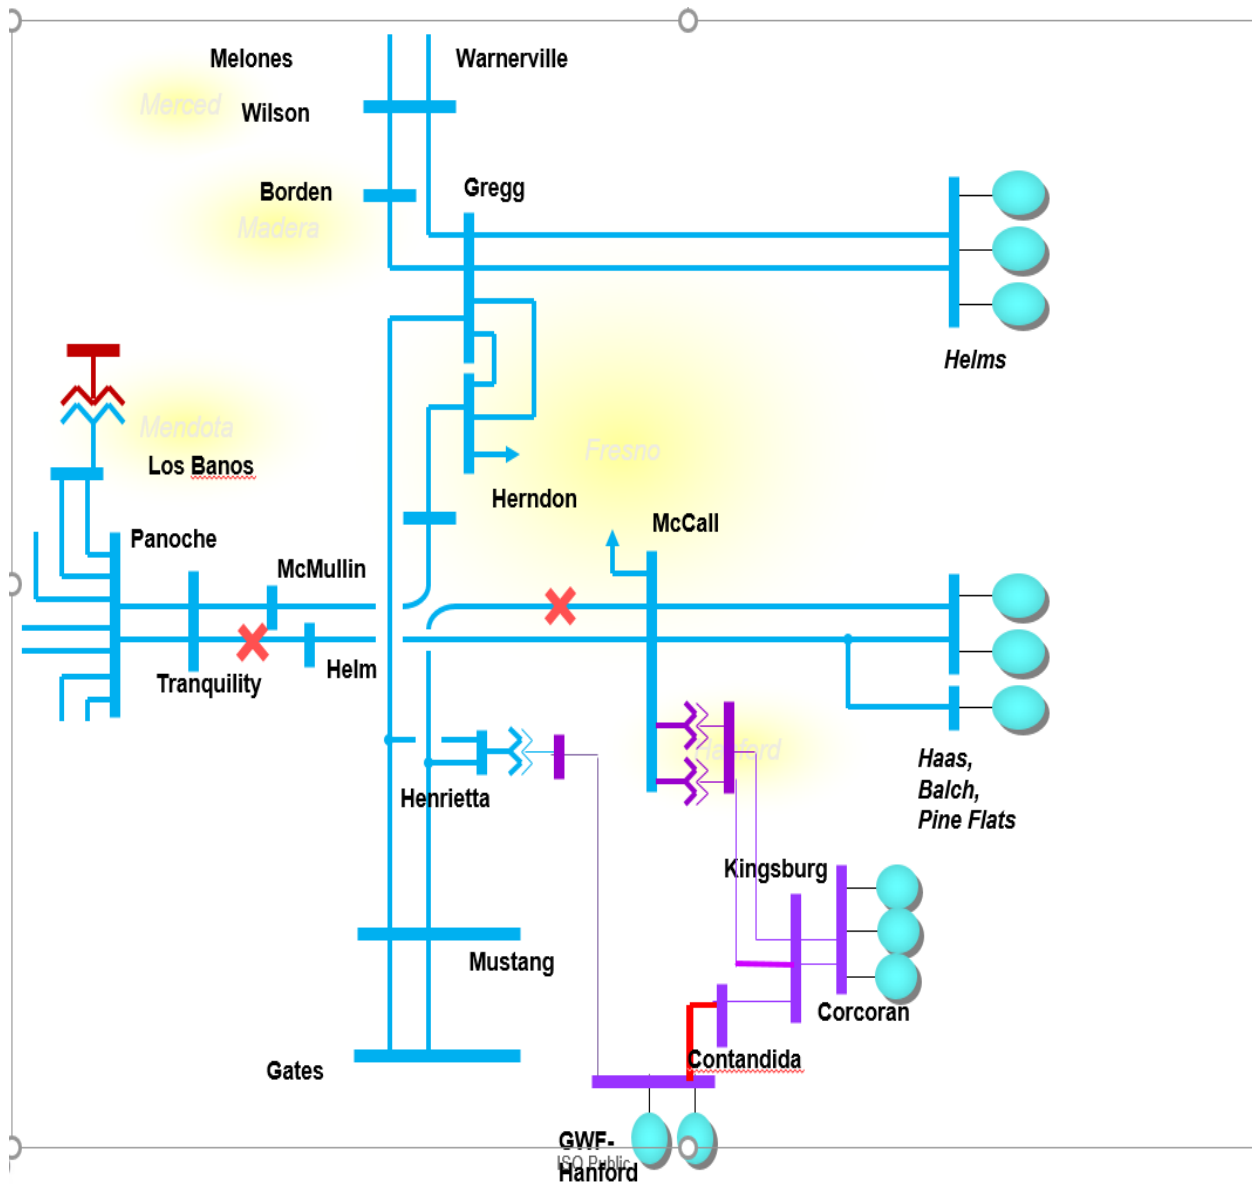 Melones
Warnerville
Merced
Wilson
Borden
Gregg
Madera
Helms
Mendota
Fresno
Los Banos
Herndon
McCall
Panoche
McMullin
Tranquility
Helm
Hanford
Henrietta
Haas,
Balch,
Pine Flats
Kingsburg
Mustang
Corcoran
Contandida
Gates
GWF-
Hanford
ISO Public